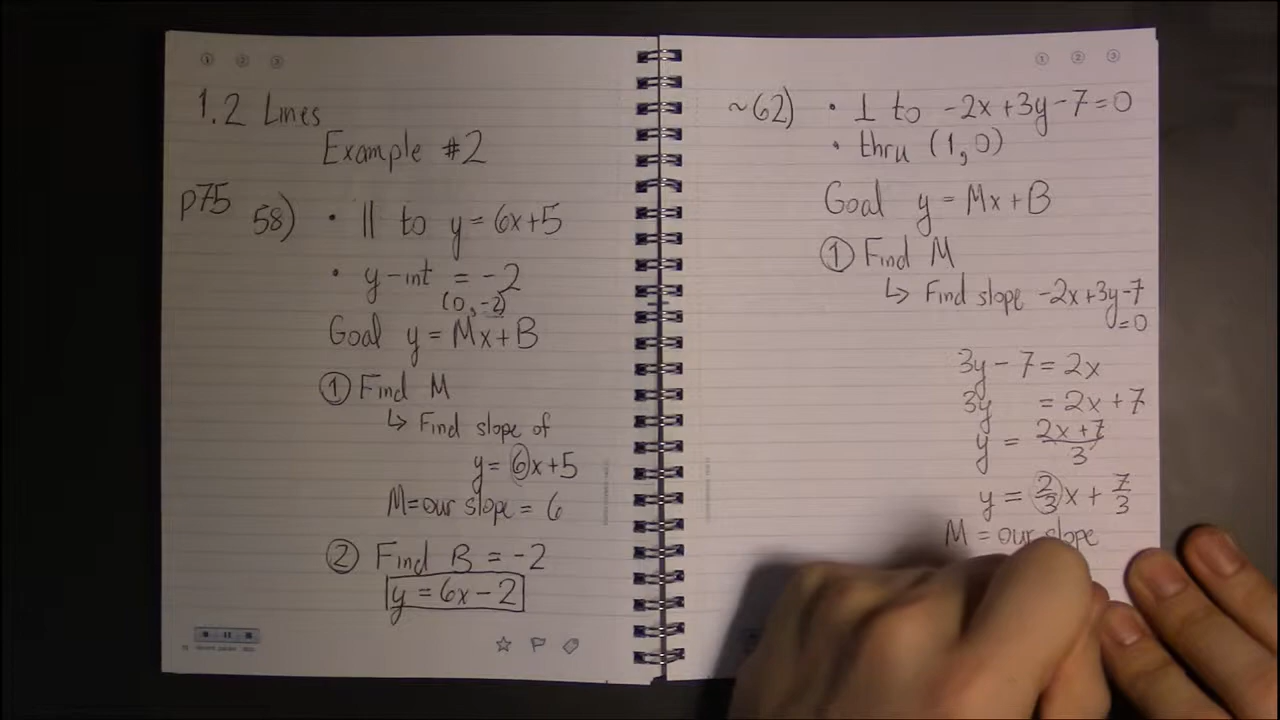 1.2 Lines
Example #2
p75 58) • || to y = 6x+5
• y-int = -2
(0, -2)
Goal y = Mx+B
① Find M
↳ Find slope of
y = 6x+5
M=our slope = 6
② Find B = -2
y = 6x-2
~62) • ⊥ to -2x+3y-7=0
• thru (1,0)
Goal y = Mx+B
① Find M
↳ Find slope -2x+3y-7
=0
3y-7 = 2x
3y = 2x+7
y = (2x+7)/3
y = 2/3x + 7/3
M = our slope